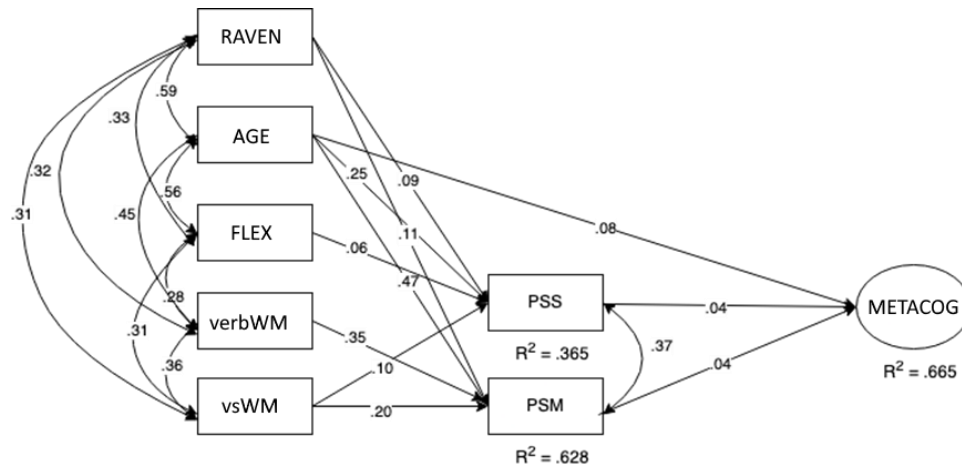 RAVEN
.59
.33
AGE
.09
.32
.25
.56
.31
.45
FLEX
.08
.11
.06
.47
.28
PSS
METACOG
.04
verbWM
.31
.35
.37
R² = .365
.36
.04
R² = .665
.10
vsWM
PSM
.20
R² = .628